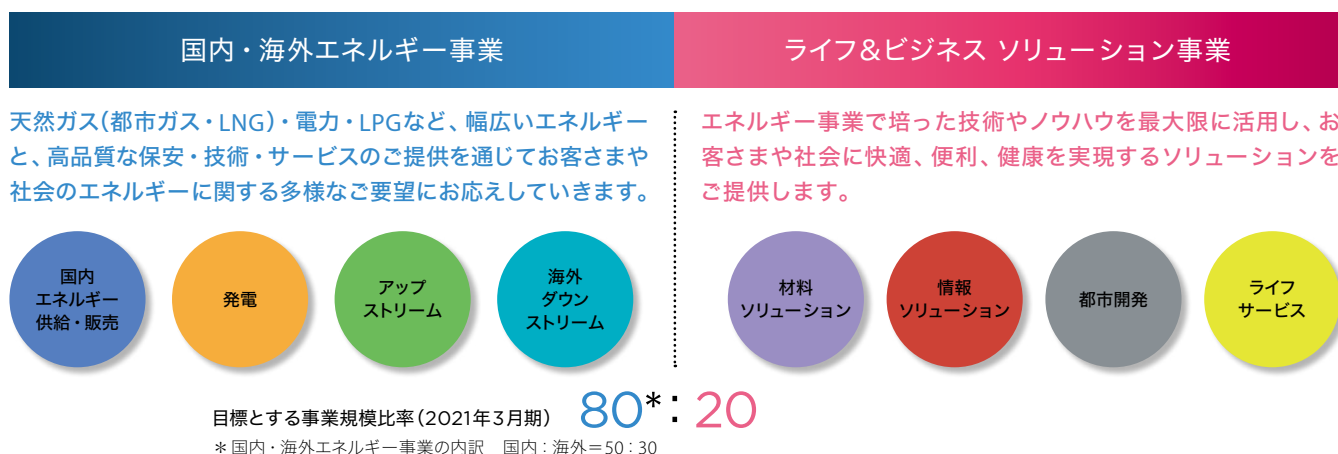 国内・海外エネルギー事業
天然ガス(都市ガス・LNG)・電力・LPGなど、幅広いエネルギー
と、高品質な保安・技術・サービスのご提供を通じてお客さまや
社会のエネルギーに関する多様なご要望にお応えしていきます。
国内
エネルギー
供給・販売
発電
アップ
ストリーム
海外
ダウン
ストリーム
ライフ&ビジネス ソリューション事業
エネルギー事業で培った技術やノウハウを最大限に活用し、お
客さまや社会に快適、便利、健康を実現するソリューションを
ご提供します。
材料
ソリューション
情報
ソリューション
都市開発
ライフ
サービス
目標とする事業規模比率(2021年3月期) 80*:20
*国内・海外エネルギー事業の内訳 国内:海外=50:30